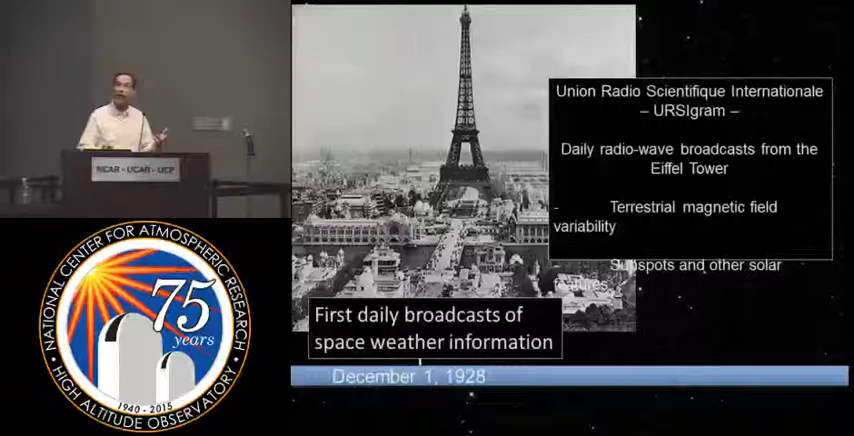 NCAR - UCAR - UCP
NATIONAL CENTER FOR ATMOSPHERIC RESEARCH
75
years
1940 - 2015
HIGH ALTITUDE OBSERVATORY
Union Radio Scientifique Internationale
– URSIgram –
Daily radio-wave broadcasts from the
Eiffel Tower
- Terrestrial magnetic field
variability
Sunspots and other solar
features
First daily broadcasts of
space weather information
December 1, 1928